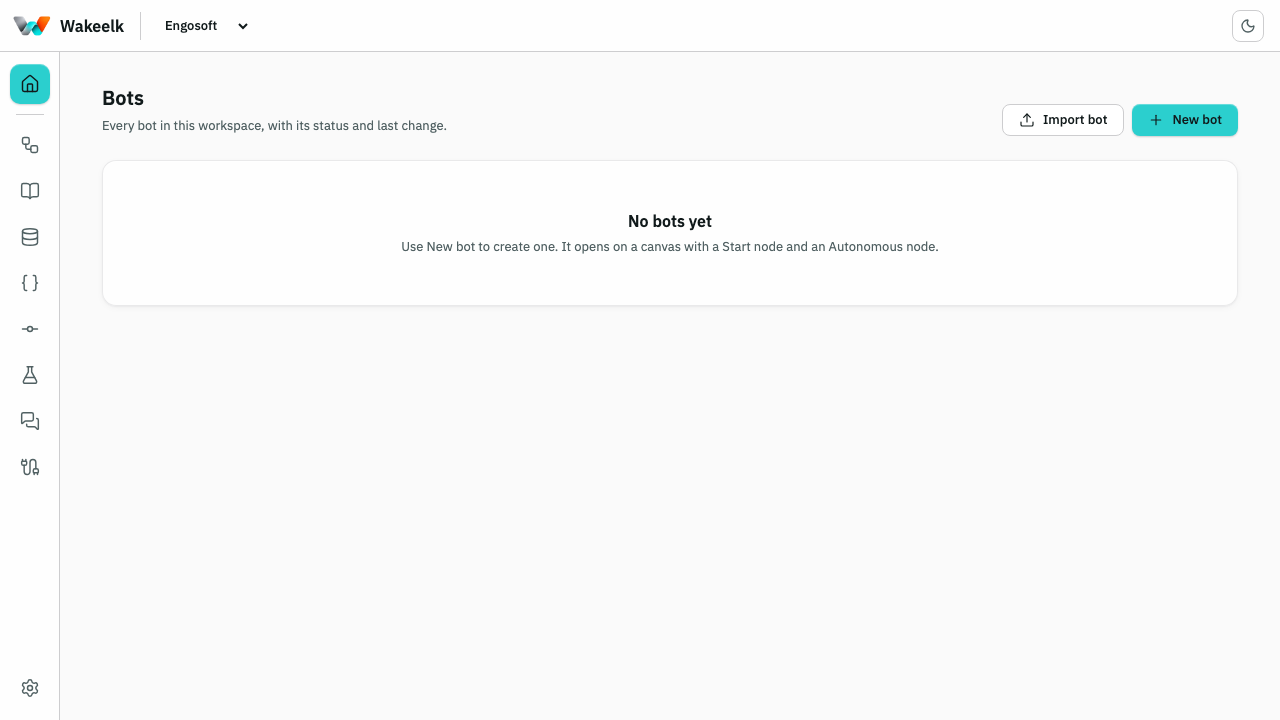 Wakeelk
Engosoft
Bots
Every bot in this workspace, with its status and last change.
Import bot
New bot
No bots yet
Use New bot to create one. It opens on a canvas with a Start node and an Autonomous node.